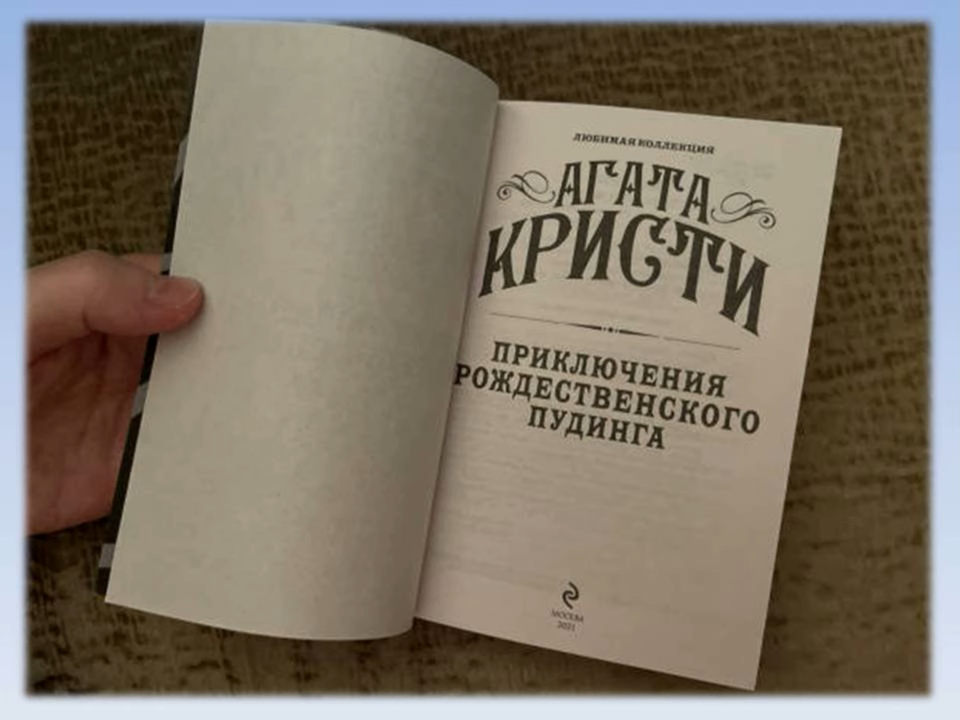 ЛЮБИМАЯ КОЛЛЕКЦИЯ
АГАТА
КРИСТИ
ПРИКЛЮЧЕНИЯ
РОЖДЕСТВЕНСКОГО
ПУДИНГА
МОСКВА
2021